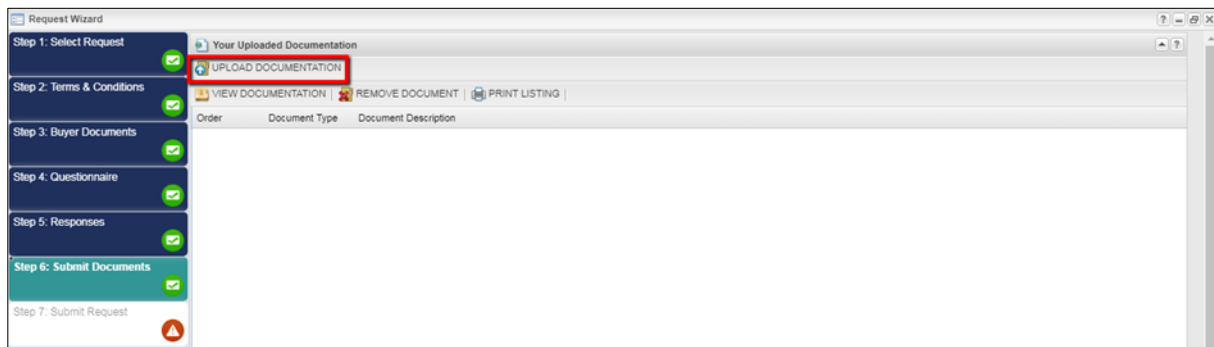 Request Wizard
Step 1: Select Request
Step 2: Terms & Conditions
Step 3: Buyer Documents
Step 4: Questionnaire
Step 5: Responses
Step 6: Submit Documents
Step 7: Submit Request
Your Uploaded Documentation
UPLOAD DOCUMENTATION
VIEW DOCUMENTATION | REMOVE DOCUMENT | PRINT LISTING |
Order Document Type Document Description